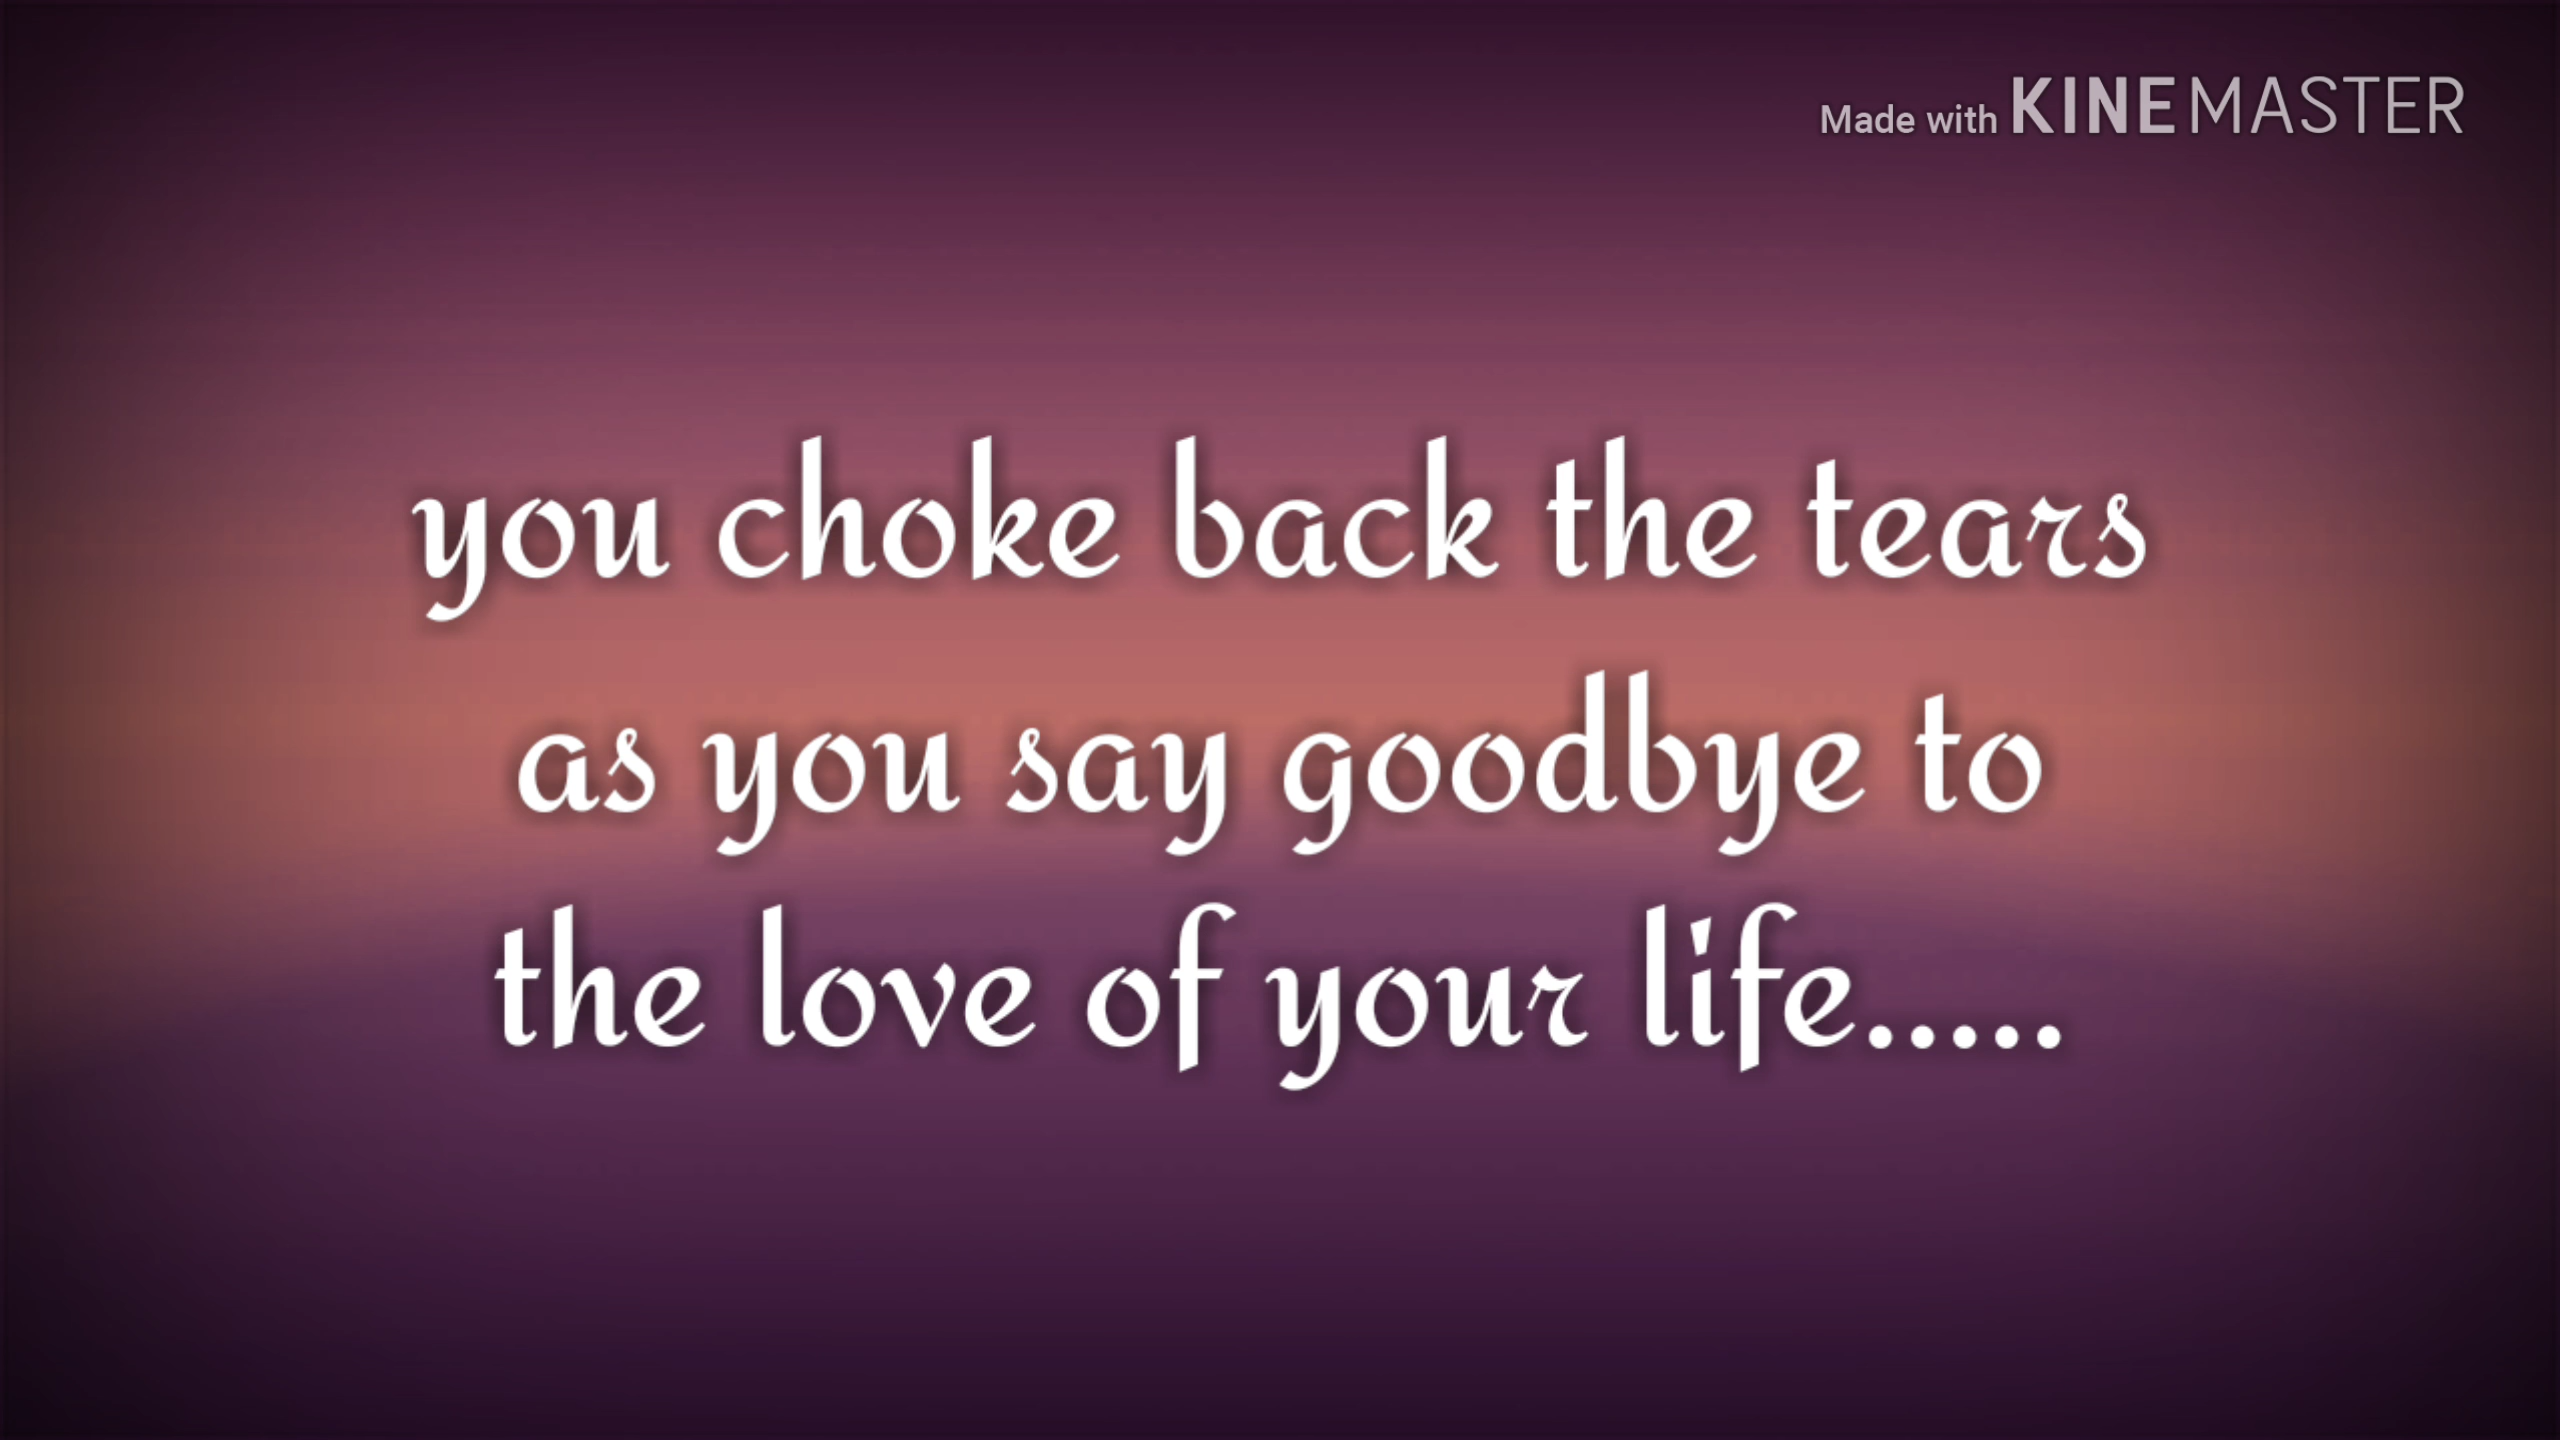 Made with KINEMASTER
you choke back the tears
as you say goodbye to
the love of your life.....